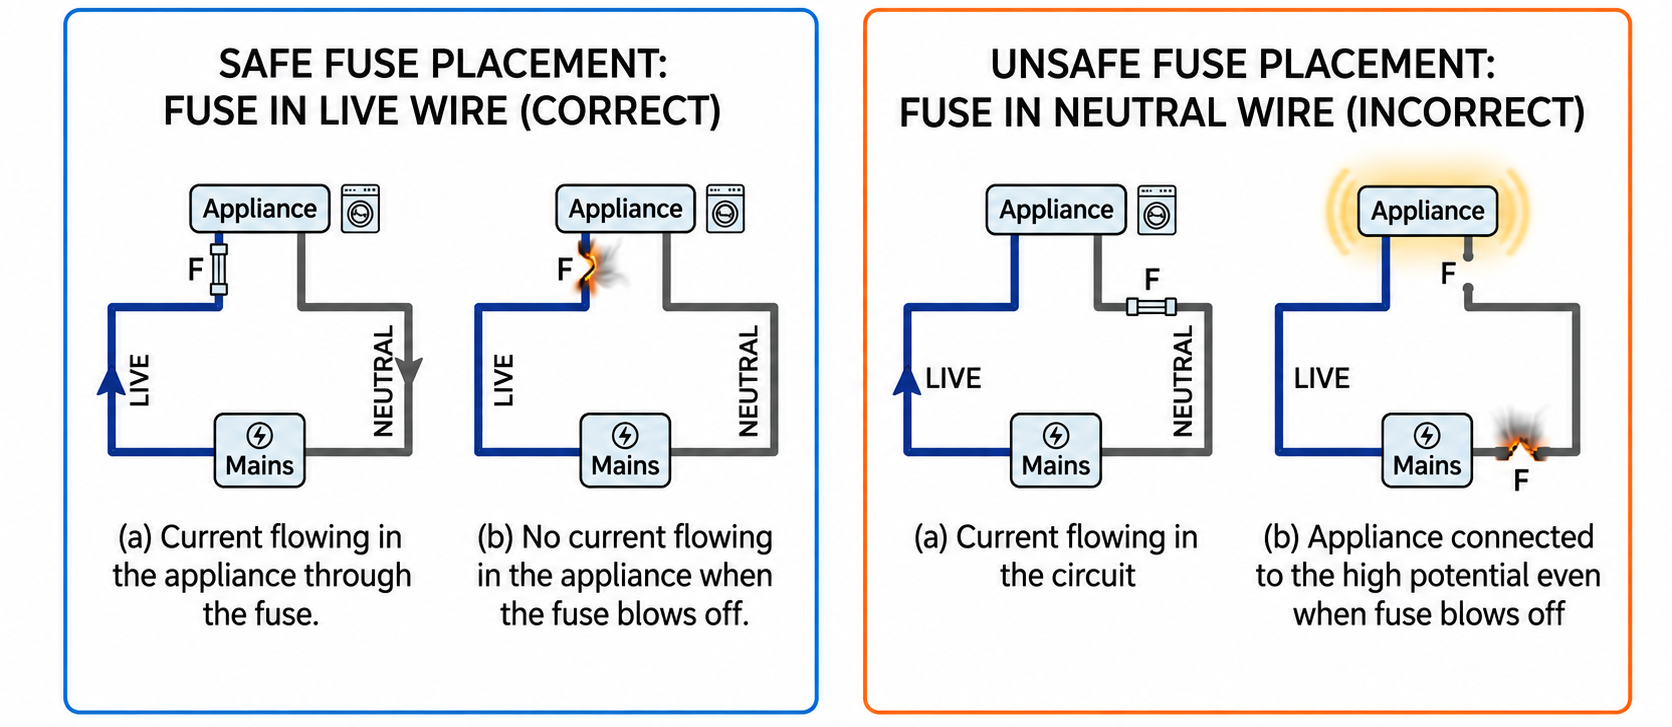 SAFE FUSE PLACEMENT:
FUSE IN LIVE WIRE (CORRECT)
Appliance
F
LIVE
NEUTRAL
Mains
(a) Current flowing in
the appliance through
the fuse.
Appliance
F
LIVE
NEUTRAL
Mains
(b) No current flowing
in the appliance when
the fuse blows off.
UNSAFE FUSE PLACEMENT:
FUSE IN NEUTRAL WIRE (INCORRECT)
Appliance
F
LIVE
NEUTRAL
Mains
(a) Current flowing in
the circuit
Appliance
F
LIVE
Mains
F
(b) Appliance connected
to the high potential even
when fuse blows off